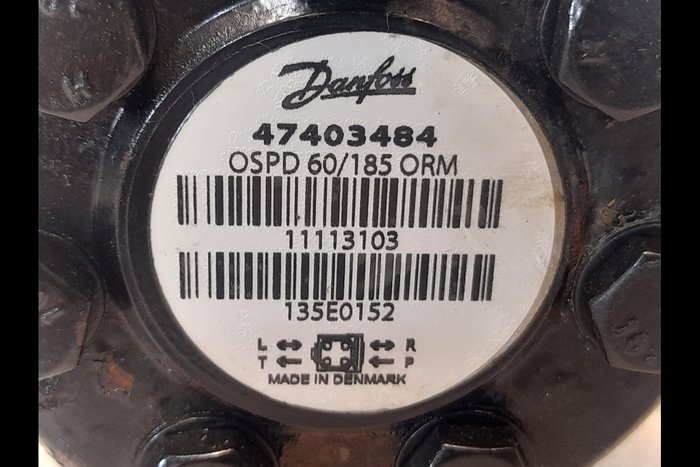 Danfoss
47403484
OSPD 60/185 ORM
11113103
135E0152
L R
T P
MADE IN DENMARK